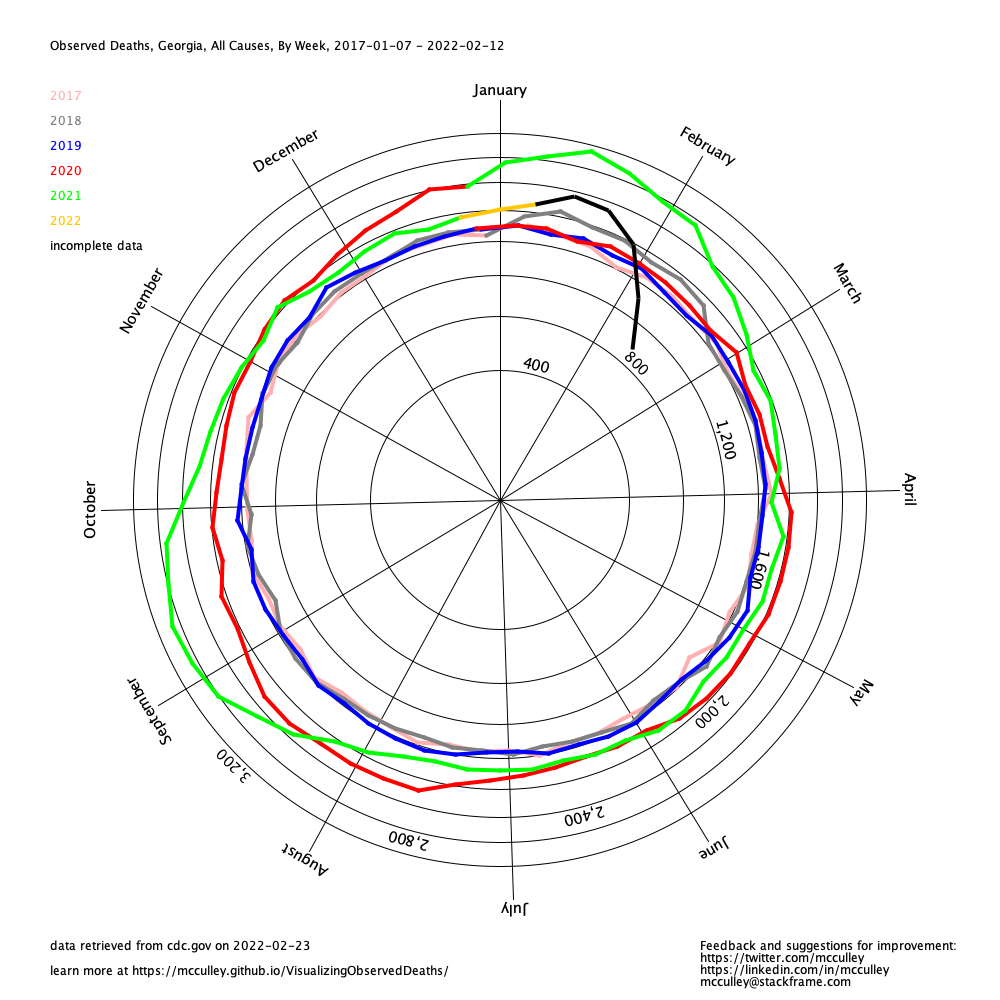 Observed Deaths, Georgia, All Causes, By Week, 2017-01-07 - 2022-02-12
2017
2018
2019
2020
2021
2022
incomplete data
January
February
March
April
May
June
July
August
September
October
November
December
400
800
1,200
1,600
2,000
2,400
2,800
3,200
data retrieved from cdc.gov on 2022-02-23
learn more at https://mcculley.github.io/VisualizingObservedDeaths/
Feedback and suggestions for improvement:
https://twitter.com/mcculley
https://linkedin.com/in/mcculley
mcculley@stackframe.com